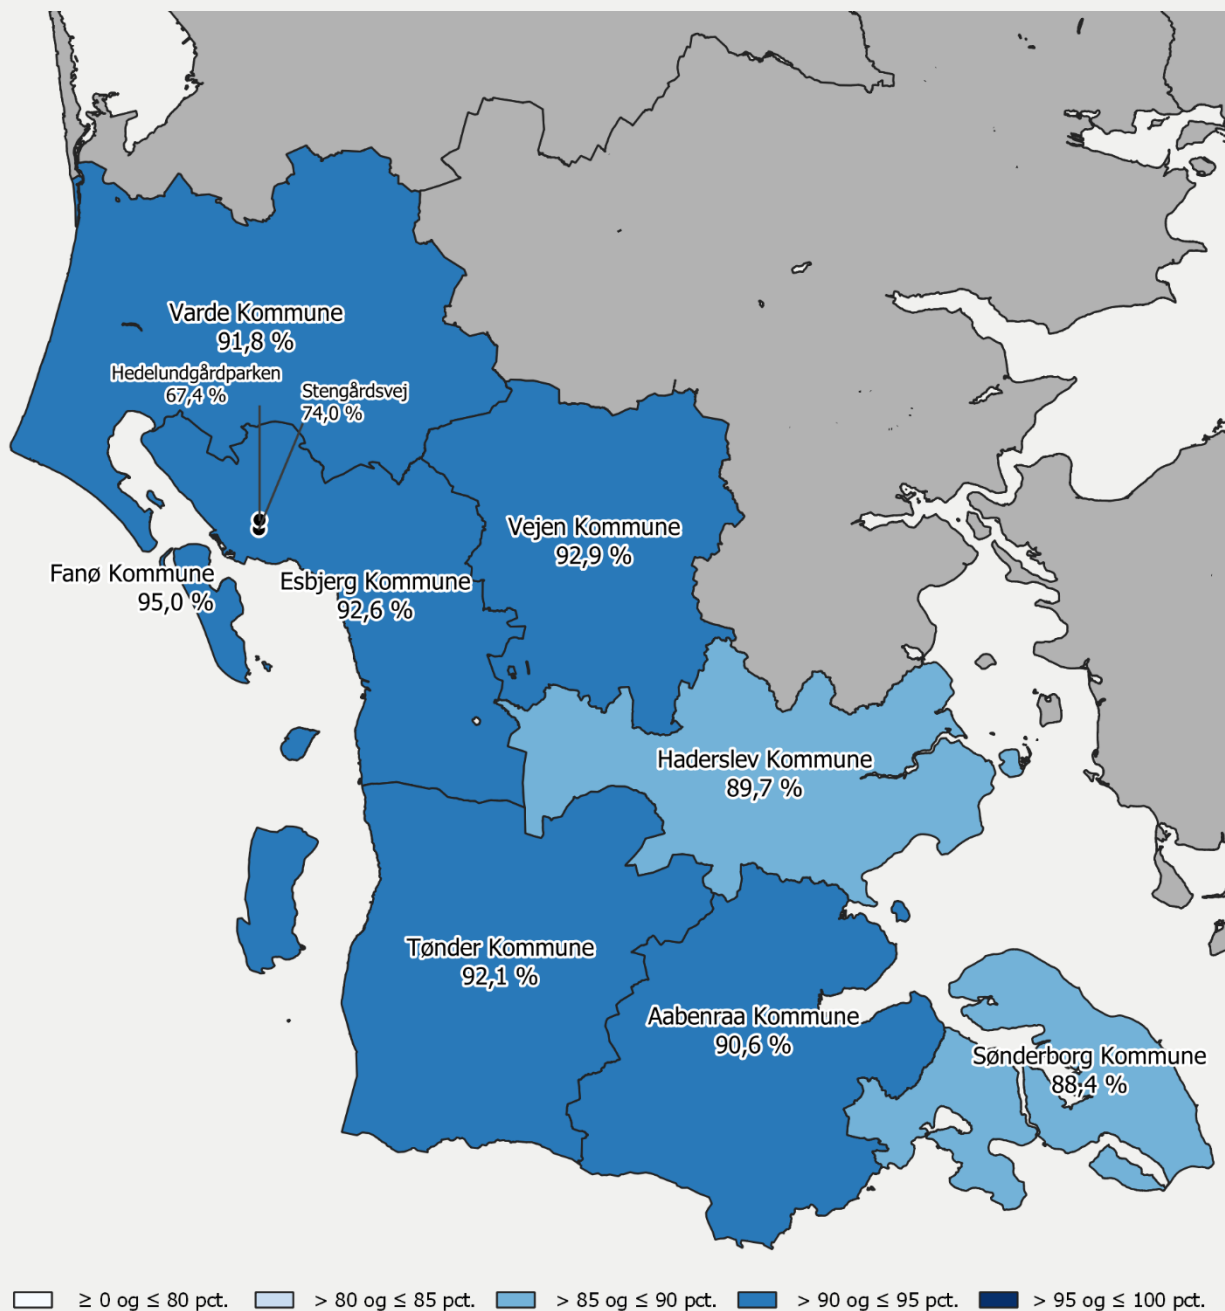 Varde Kommune
91,8 %
Hedelundgårdparken
67,4 %
Stengårdsvej
74,0 %
Vejen Kommune
92,9 %
Fanø Kommune
95,0 %
Esbjerg Kommune
92,6 %
Haderslev Kommune
89,7 %
Tønder Kommune
92,1 %
Aabenraa Kommune
90,6 %
Sønderborg Kommune
88,4 %
≥ 0 og ≤ 80 pct.
> 80 og ≤ 85 pct.
> 85 og ≤ 90 pct.
> 90 og ≤ 95 pct.
> 95 og ≤ 100 pct.